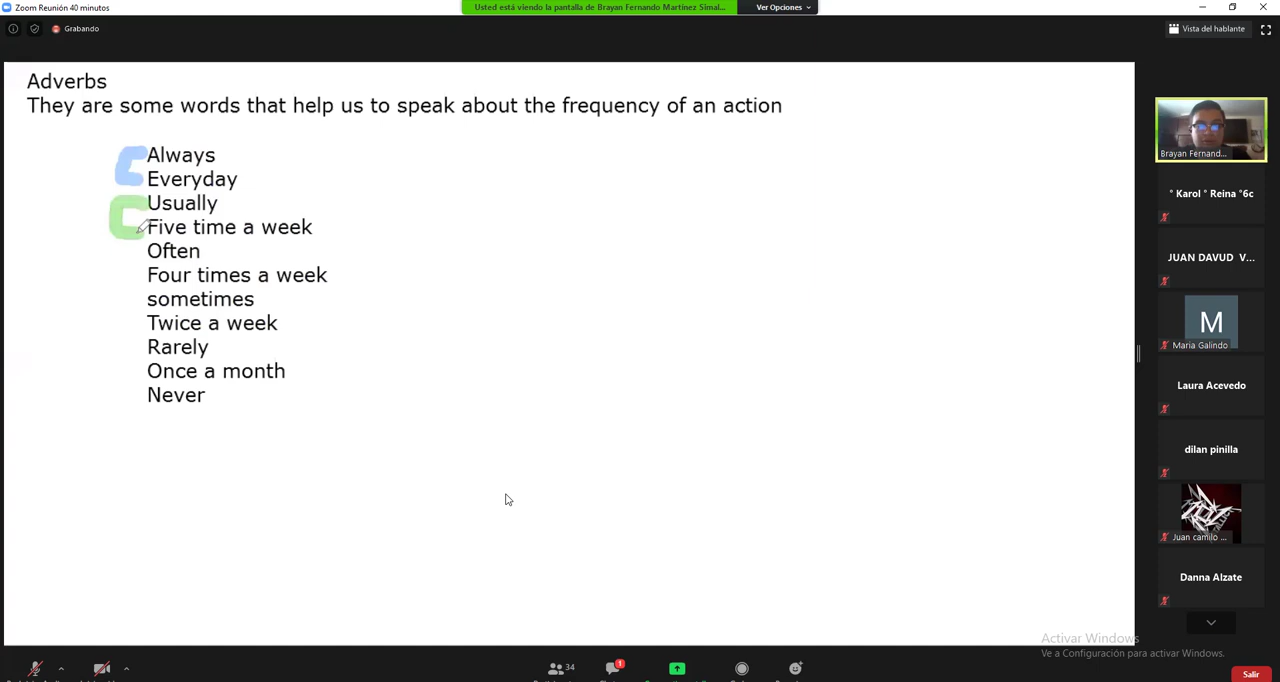 Zoom Reunión 40 minutos
Usted está viendo la pantalla de Brayan Fernando Martinez Simal...
Ver Opciones
Grabando
Vista del hablante
Adverbs
They are some words that help us to speak about the frequency of an action
Always
Everyday
Usually
Five time a week
Often
Four times a week
sometimes
Twice a week
Rarely
Once a month
Never
Brayan Fernand...
° Karol ° Reina °6c
JUAN DAVUD V...
M
Maria Galindo
Laura Acevedo
dilan pinilla
Juan camilo ...
Danna Alzate
Activar Windows
Ve a Configuración para activar Windows.
34
1
Salir